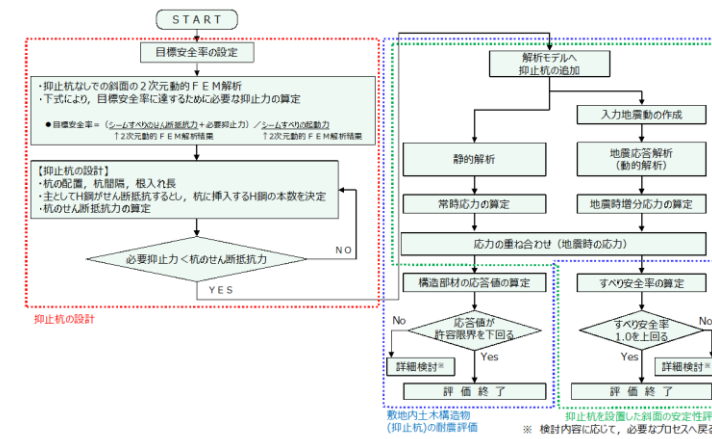 START
目標安全率の設定
・抑止杭なしでの斜面の２次元動的ＦＥＭ解析
・下式により，目標安全率に達するために必要な抑止力の算定
●目標安全率＝（シームすべりのせん断抵抗力＋必要抑止力）／シームすべりの起動力
↑2次元動的ＦＥＭ解析結果 ↑2次元動的ＦＥＭ解析結果
【抑止杭の設計】
・杭の配置，杭間隔，根入れ長
・主としてH鋼がせん断抵抗するとし，杭に挿入するH鋼の本数を決定
・杭のせん断抵抗力の算定
必要抑止力＜杭のせん断抵抗力
NO
YES
抑止杭の設計
解析モデルへ
抑止杭の追加
入力地震動の作成
静的解析
地震応答解析
（動的解析）
常時応力の算定
地震時増分応力の算定
応力の重ね合わせ（地震時の応力）
構造部材の応答値の算定
すべり安全率の算定
応答値が
許容限界を下回る
No
Yes
詳細検討※
評価終了
すべり安全率
1.0を上回る
No
Yes
詳細検討※
評価終了
敷地内土木構造物
(抑止杭)の耐震評価
抑止杭を設置した斜面の安定性評
※ 検討内容に応じて，必要なプロセスへ戻る